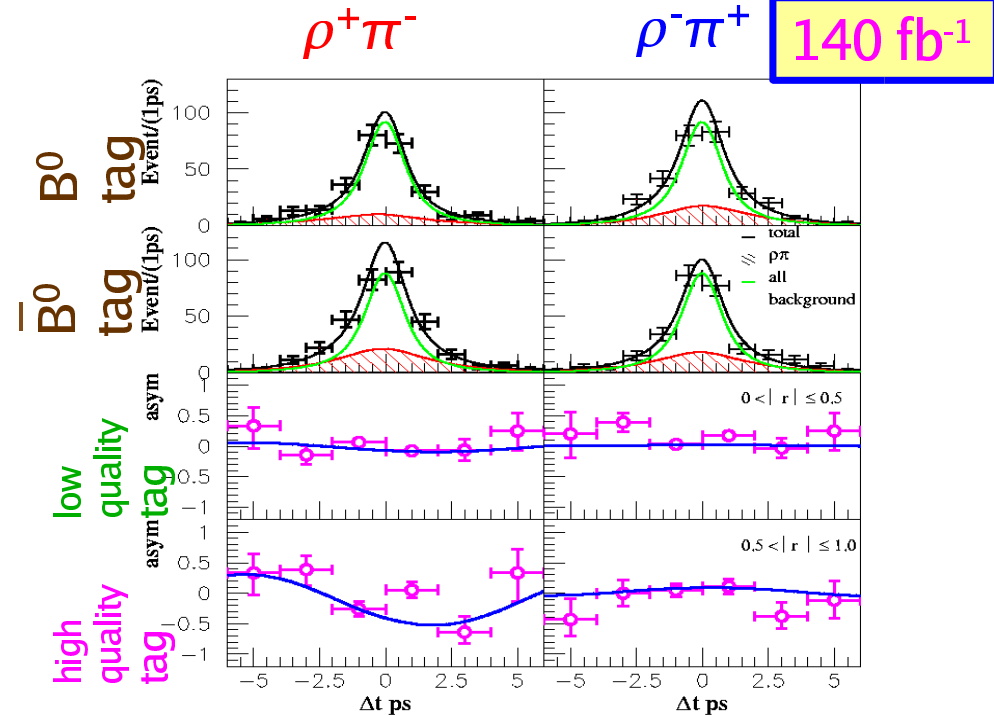 ρ⁺π⁻ ρ⁻π⁺ 140 fb⁻¹
B⁰ tag
Event/(1ps)
100
50
0
B̅⁰ tag
Event/(1ps)
100
50
0
total
ρπ
all
background
low quality tag
asym
1
0.5
0
−0.5
−1
0 <| r | ≤ 0.5
high quality tag
asym
1
0.5
0
−0.5
−1
0.5 <| r | ≤ 1.0
−5 −2.5 0 2.5 5 −5 −2.5 0 2.5 5
Δt ps Δt ps